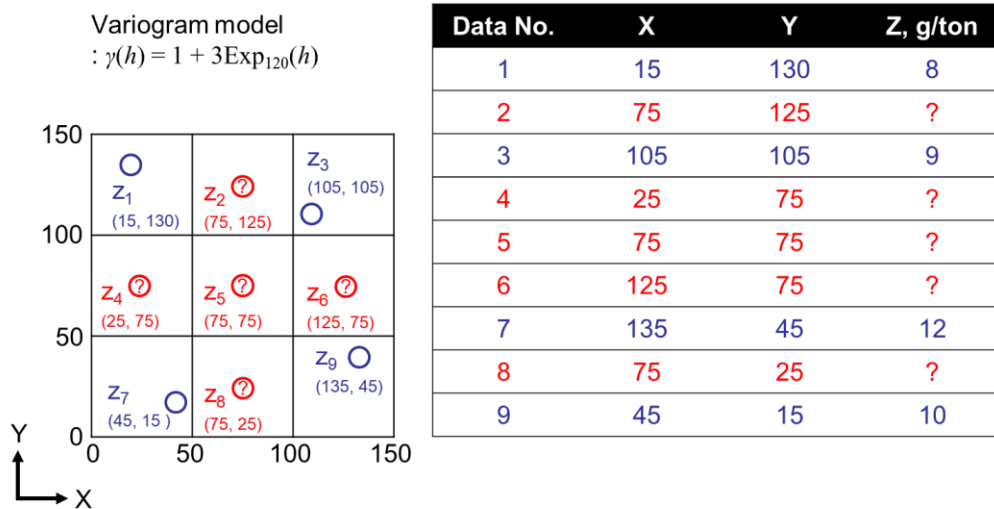 Variogram model
: γ(h) = 1 + 3Exp₁₂₀(h)
Data No. X Y Z, g/ton
1 15 130 8
2 75 125 ?
3 105 105 9
4 25 75 ?
5 75 75 ?
6 125 75 ?
7 135 45 12
8 75 25 ?
9 45 15 10
150
100
50
0
z₁
(15, 130)
z₂ ?
(75, 125)
z₃
(105, 105)
z₄ ?
(25, 75)
z₅ ?
(75, 75)
z₆ ?
(125, 75)
z₇
(45, 15 )
z₈ ?
(75, 25)
z₉
(135, 45)
0 50 100 150
Y
X